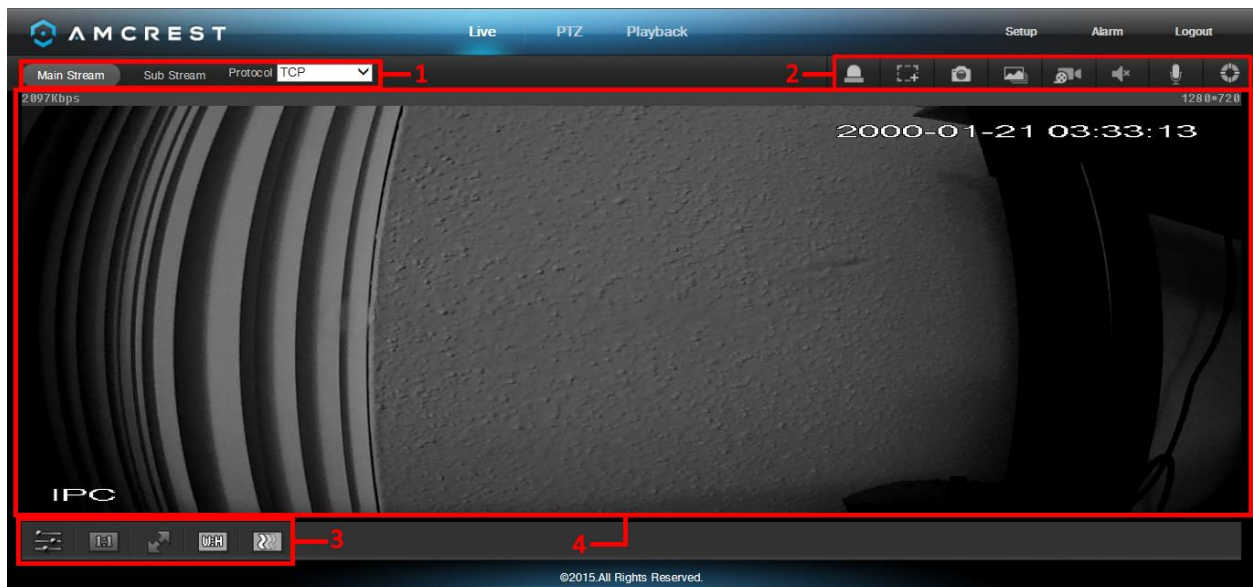 AMCREST Live PTZ Playback Setup Alarm Logout
Main Stream Sub Stream Protocol TCP 1 2
2097Kbps 1280*720
2000-01-21 03:33:13
IPC
1:1 W:H 3 4
©2015.All Rights Reserved.